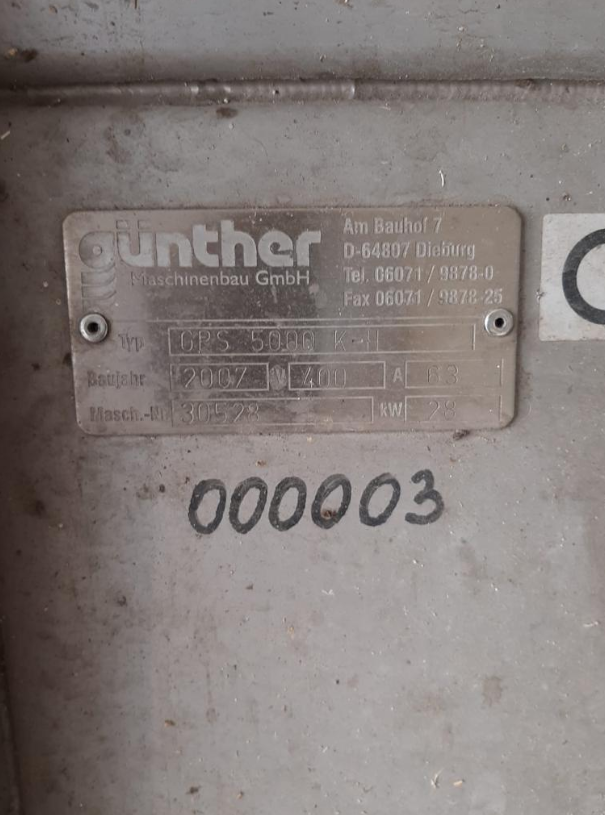 günther
Maschinenbau GmbH
Am Bauhof 7
D-64807 Dieburg
Tel. 06071 / 9878-0
Fax 06071 / 9878-25
Typ GPS 5000 K-H
Baujahr 2007 V 400 A 63
Masch.-Nr. 30528 kW 28
000003